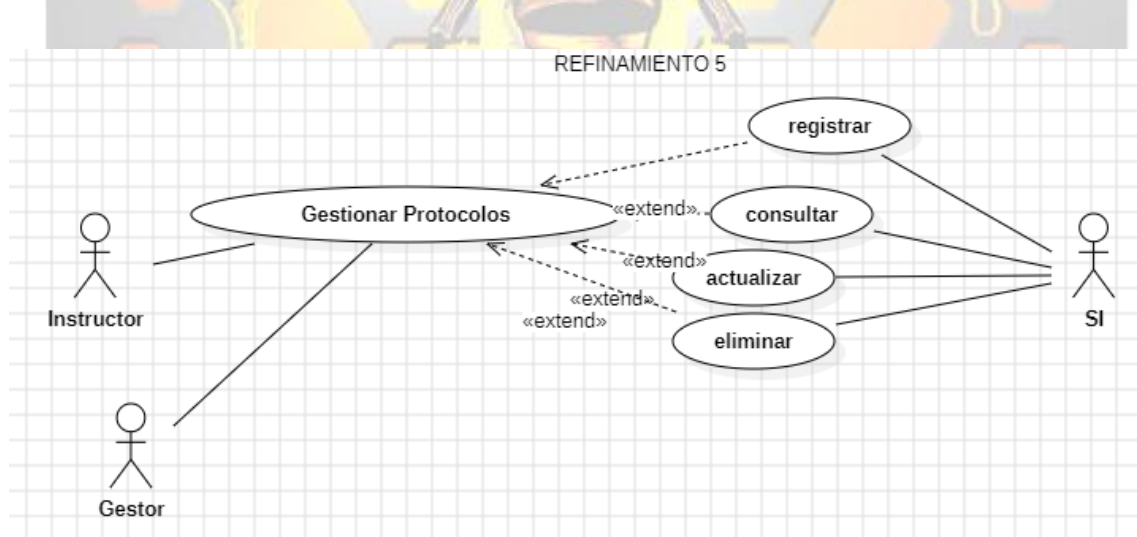 REFINAMIENTO 5
registrar
Gestionar Protocolos
«extend»
consultar
«extend»
actualizar
«extend»
«extend»
eliminar
Instructor
SI
Gestor